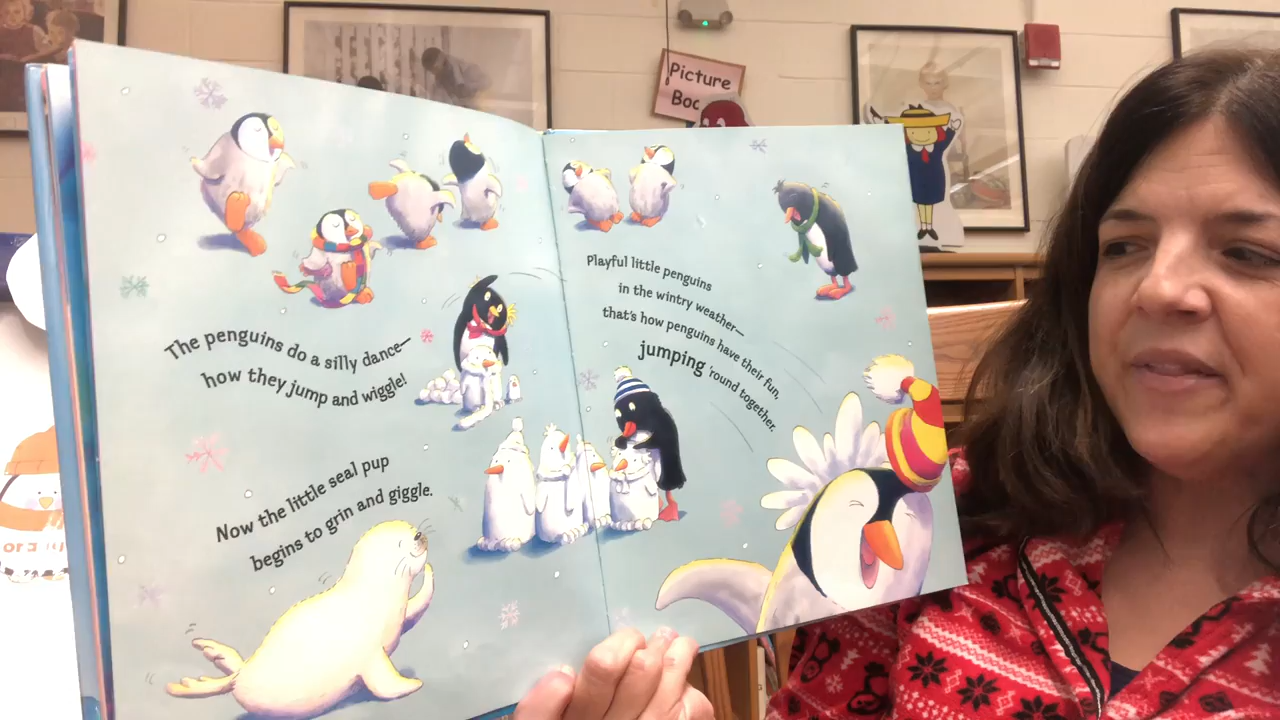 Picture
The penguins do a silly dance—
how they jump and wiggle!
Now the little seal pup
begins to grin and giggle.
Playful little penguins
in the wintry weather—
that's how penguins have their fun,
jumping 'round together.